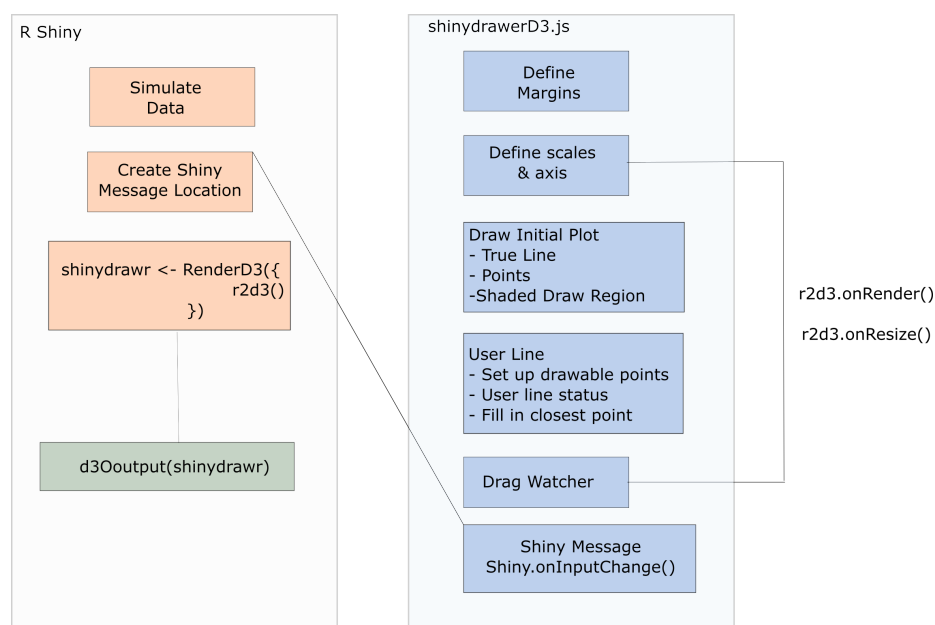 R Shiny
Simulate
Data
Create Shiny
Message Location
shinydrawr <- RenderD3({
r2d3()
})
d3Ooutput(shinydrawr)
shinydrawerD3.js
Define
Margins
Define scales
& axis
Draw Initial Plot
- True Line
- Points
-Shaded Draw Region
User Line
- Set up drawable points
- User line status
- Fill in closest point
Drag Watcher
Shiny Message
Shiny.onInputChange()
r2d3.onRender()
r2d3.onResize()